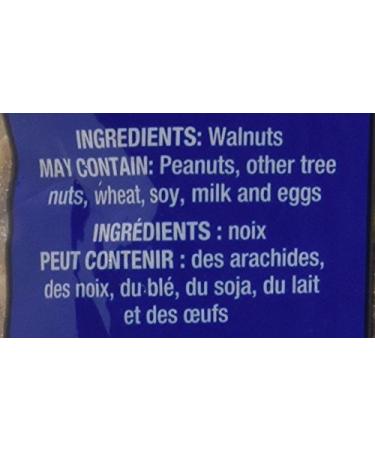 INGREDIENTS: Walnuts
MAY CONTAIN: Peanuts, other tree
nuts, wheat, soy, milk and eggs
INGRÉDIENTS : noix
PEUT CONTENIR : des arachides,
des noix, du blé, du soja, du lait
et des œufs